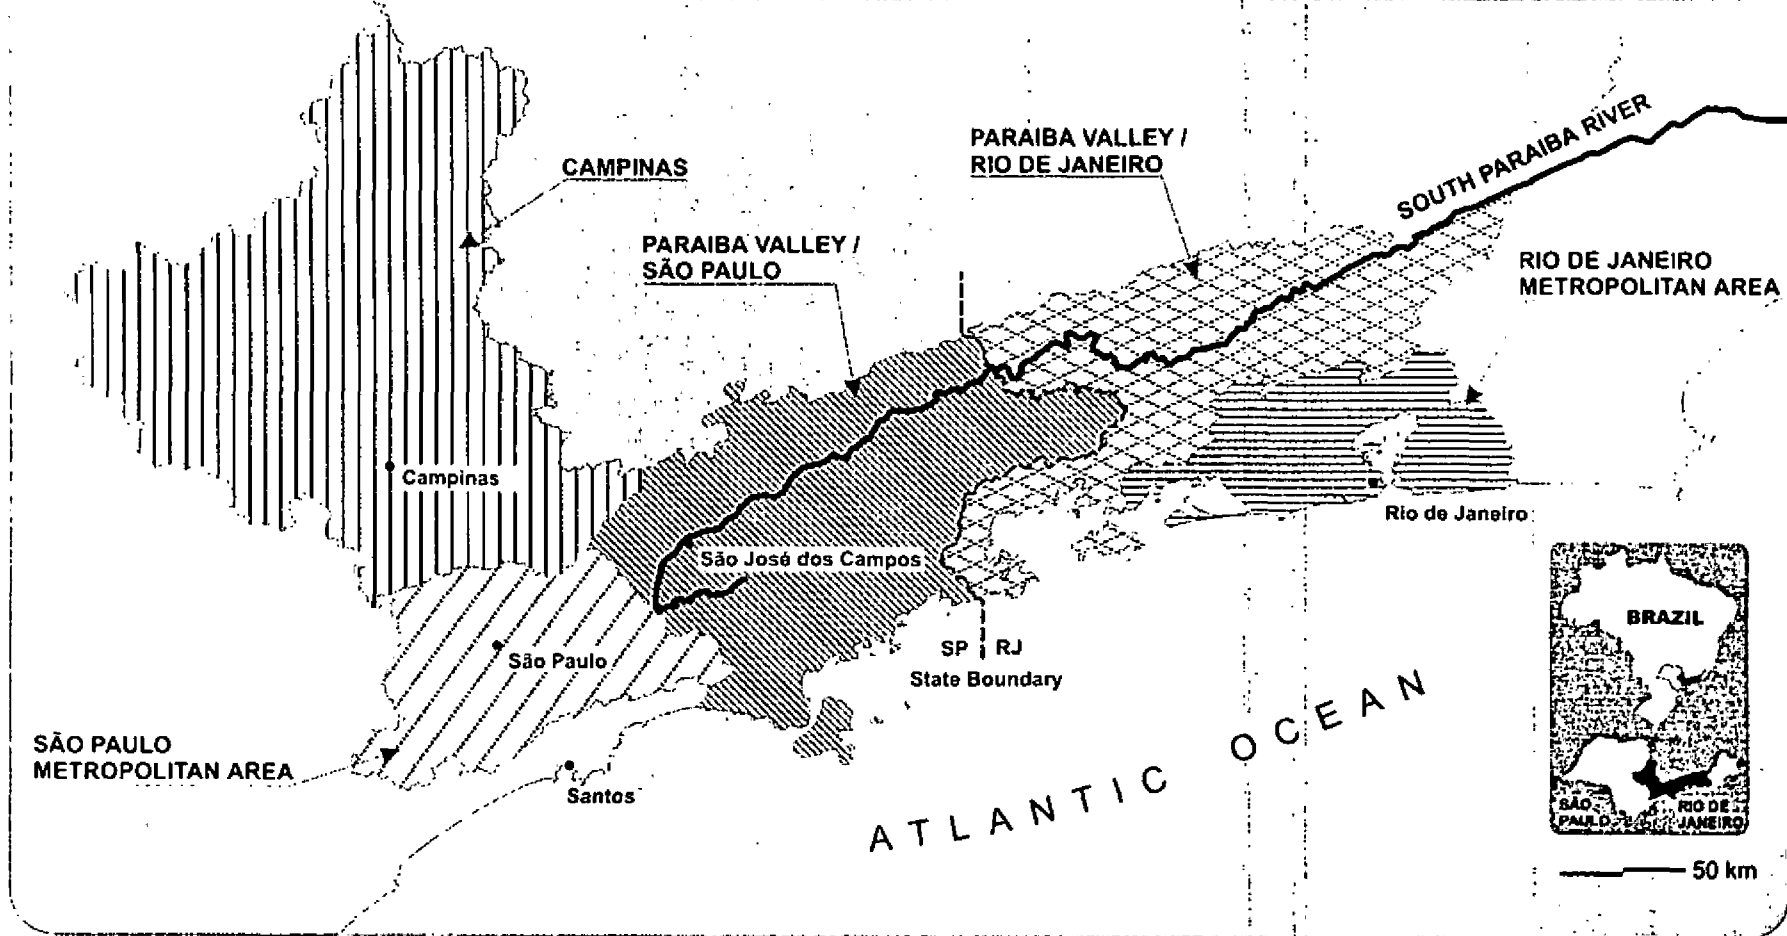 CAMPINAS
PARAIBA VALLEY /
RIO DE JANEIRO
SOUTH PARAIBA RIVER
PARAIBA VALLEY /
SÃO PAULO
RIO DE JANEIRO
METROPOLITAN AREA
Campinas
Rio de Janeiro
São José dos Campos
BRAZIL
São Paulo
SP RJ
State Boundary
SÃO PAULO
METROPOLITAN AREA
Santos
ATLANTIC OCEAN
SÃO
PAULO
RIO DE
JANEIRO
50 km